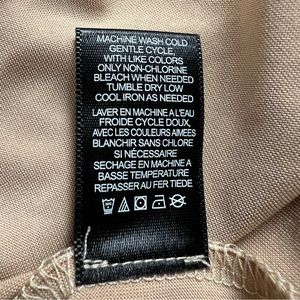 MACHINE WASH COLD
GENTLE CYCLE,
WITH LIKE COLORS
ONLY NON-CHLORINE
BLEACH WHEN NEEDED
TUMBLE DRY LOW
COOL IRON AS NEEDED
LAVER EN MACHINE A L'EAU
FROIDE CYCLE DOUX,
AVEC LES COULEURS AIMEES
BLANCHIR SANS CHLORE
SI NÉCESSAIRE
SECHAGE EN MACHINE A
BASSE TEMPERATURE
REPASSER AU FER TIEDE